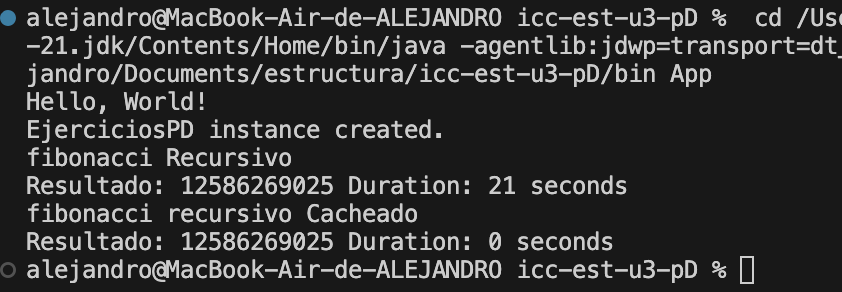 alejandro@MacBook-Air-de-ALEJANDRO icc-est-u3-pD %  cd /Use
-21.jdk/Contents/Home/bin/java -agentlib:jdwp=transport=dt_
jandro/Documents/estructura/icc-est-u3-pD/bin App
Hello, World!
EjerciciosPD instance created.
fibonacci Recursivo
Resultado: 12586269025 Duration: 21 seconds
fibonacci recursivo Cacheado
Resultado: 12586269025 Duration: 0 seconds
alejandro@MacBook-Air-de-ALEJANDRO icc-est-u3-pD %